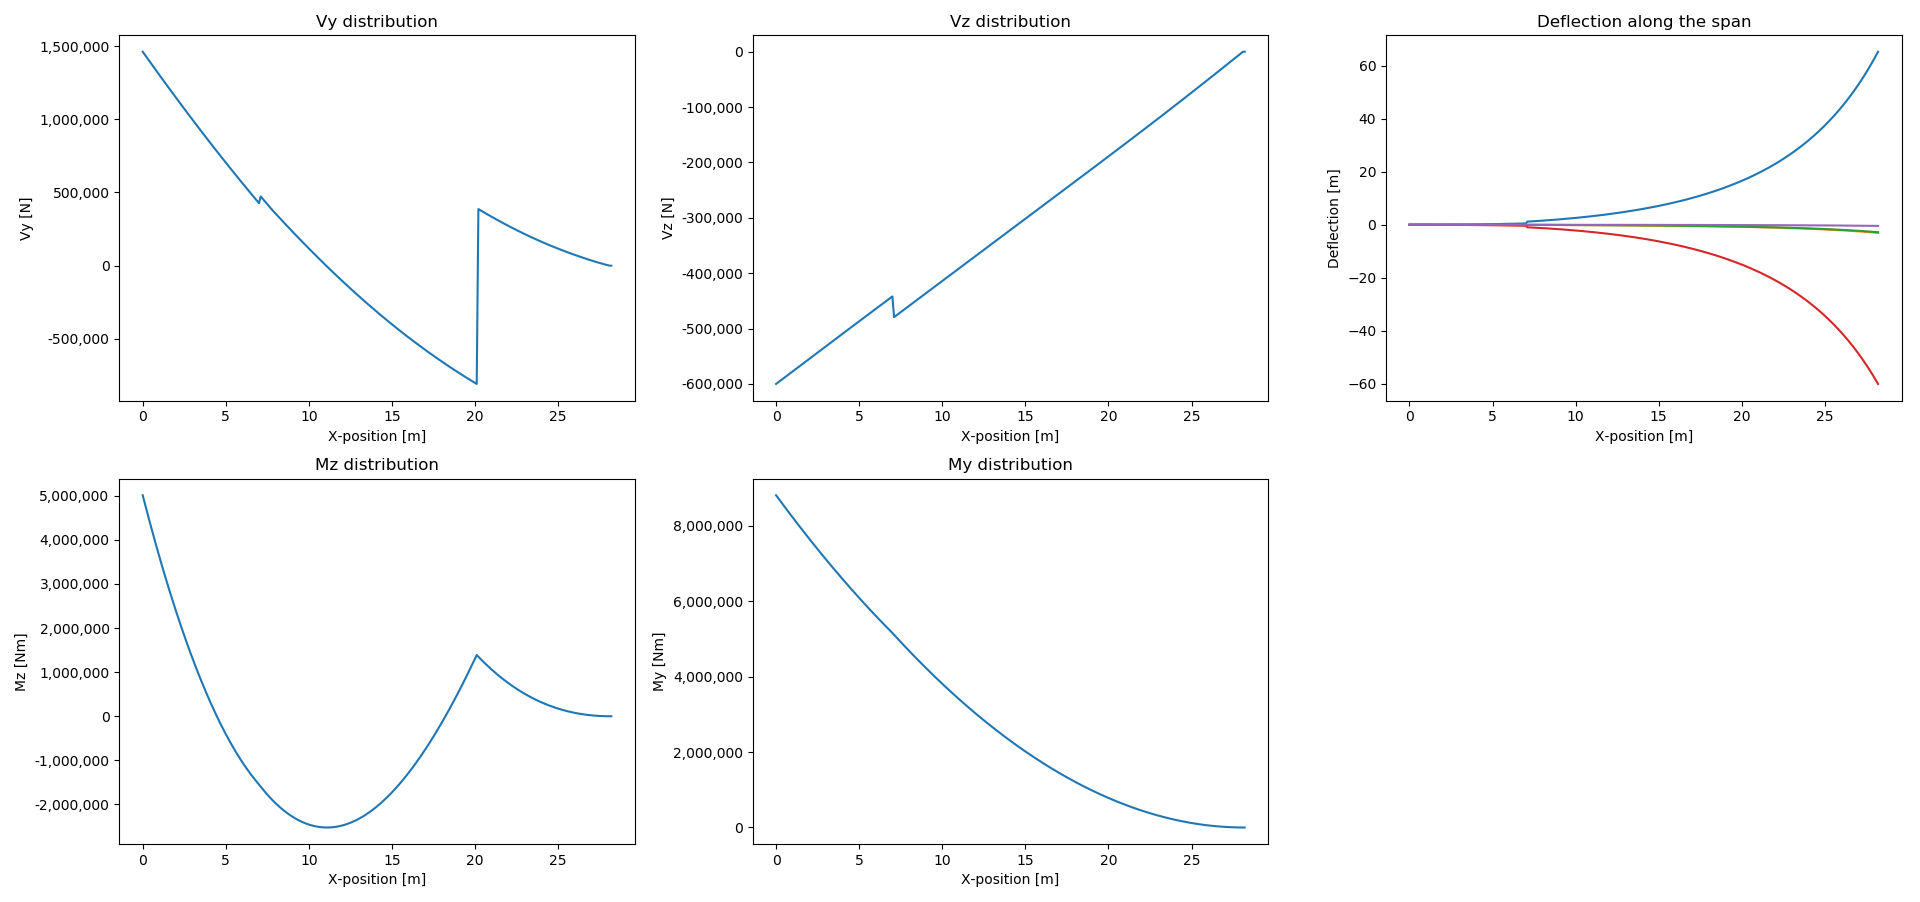 Vy distribution
1,500,000
1,000,000
500,000
0
-500,000
Vy [N]
0 5 10 15 20 25
X-position [m]
Vz distribution
0
-100,000
-200,000
-300,000
-400,000
-500,000
-600,000
Vz [N]
0 5 10 15 20 25
X-position [m]
Deflection along the span
60
40
20
0
−20
−40
−60
Deflection [m]
0 5 10 15 20 25
X-position [m]
Mz distribution
5,000,000
4,000,000
3,000,000
2,000,000
1,000,000
0
-1,000,000
-2,000,000
Mz [Nm]
0 5 10 15 20 25
X-position [m]
My distribution
8,000,000
6,000,000
4,000,000
2,000,000
0
My [Nm]
0 5 10 15 20 25
X-position [m]